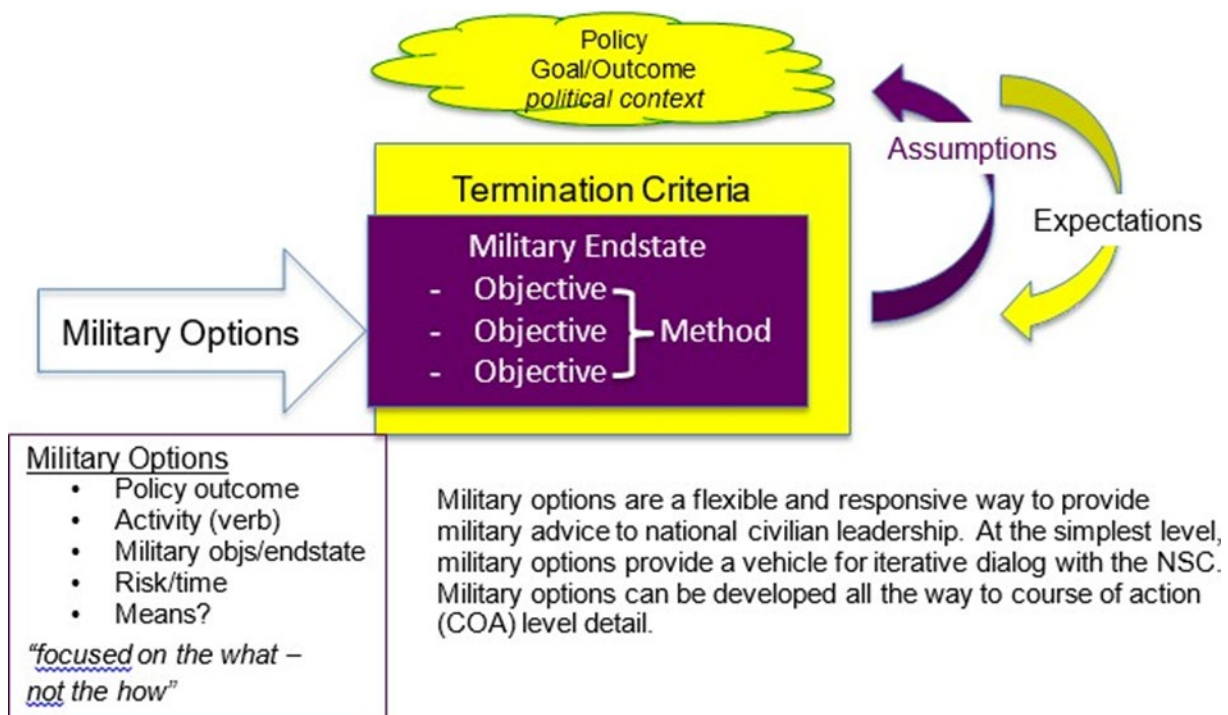 Policy
Goal/Outcome
political context
Assumptions
Expectations
Termination Criteria
Military Endstate
- Objective
- Objective
- Objective
Method
Military Options
Military Options
• Policy outcome
• Activity (verb)
• Military objs/endstate
• Risk/time
• Means?
“focused on the what –
not the how”
Military options are a flexible and responsive way to provide
military advice to national civilian leadership. At the simplest level,
military options provide a vehicle for iterative dialog with the NSC.
Military options can be developed all the way to course of action
(COA) level detail.